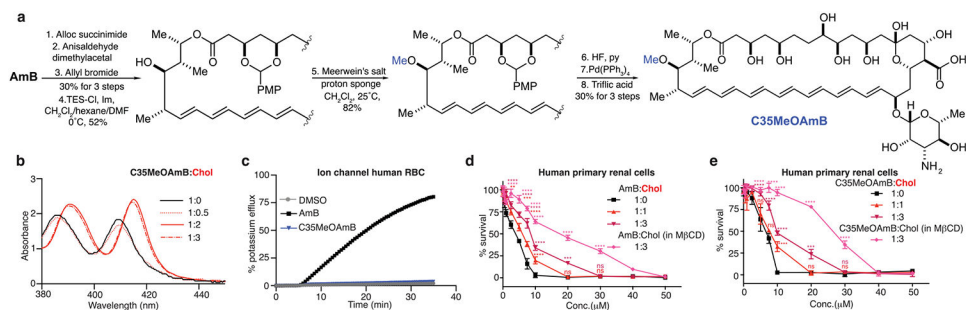 a
AmB
1. Alloc succinimide
2. Anisaldehyde
dimethylacetal
3. Allyl bromide
30% for 3 steps
4.TES-Cl, Im,
CH2Cl2/hexane/DMF
0°C, 52%
Me
O
O
O
O
HO
Me
Me
PMP
5. Meerwein's salt
proton sponge
CH2Cl2, 25°C,
82%
Me
O
O
O
O
MeO
Me
Me
PMP
6. HF, py
7.Pd(PPh3)4
8. Triflic acid
30% for 3 steps
Me
O
O
OH
OH
OH
OH
OH
OH
OH
O
O
OH
MeO
Me
Me
C35MeOAmB
O
O
Me
HO
OH
NH2
b
C35MeOAmB:Chol
Absorbance
3
2
1
0
1:0
1:0.5
1:2
1:3
380
400
420
440
Wavelength (nm)
c
Ion channel human RBC
% potassium efflux
100
80
60
40
20
0
DMSO
AmB
C35MeOAmB
0
10
20
30
40
Time (min)
d
Human primary renal cells
% survival
100
75
50
25
0
AmB:Chol
1:0
1:1
1:3
AmB:Chol (in MβCD)
1:3
ns
ns
ns
0
10
20
30
40
50
Conc.(μM)
e
Human primary renal cells
% survival
100
75
50
25
0
C35MeOAmB:Chol
1:0
1:1
1:3
C35MeOAmB:Chol (in MβCD)
1:3
ns
ns
ns
0
10
20
30
40
50
Conc.(μM)